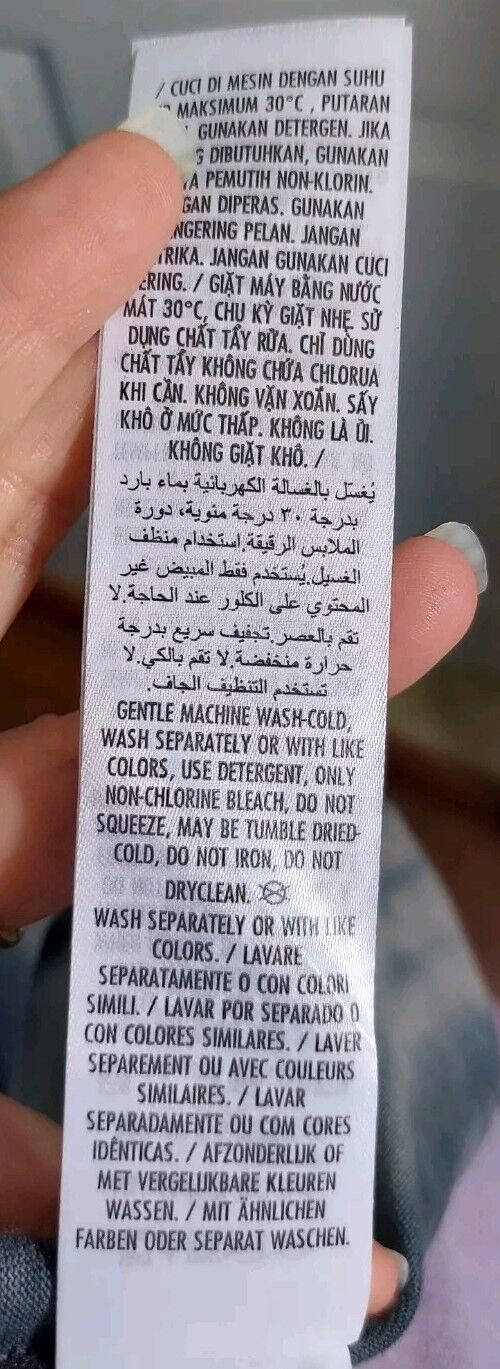 / CUCI DI MESIN DENGAN SUHU
MAKSIMUM 30°C , PUTARAN
GUNAKAN DETERGEN. JIKA
DIBUTUHKAN, GUNAKAN
PEMUTIH NON-KLORIN.
DIPERAS. GUNAKAN
PELAN. JANGAN
JANGAN GUNAKAN CUCI
/ GIẶT MÁY BẰNG NƯỚC
MÁT 30°C, CHU KỲ GIẶT NHẸ. SỬ
DỤNG CHẤT TẨY RỬA. CHỈ DÙNG
CHẤT TẨY KHÔNG CHỨA CHLORUA
KHI CẦN. KHÔNG VẶN XOẮN. SẤY
KHÔ Ở MỨC THẤP. KHÔNG LÀ ỦI.
KHÔNG GIẶT KHÔ. /
يُغسَل بالغسالة الكهربائية بماء بارد
بدرجة ٣٠ درجة مئوية، دورة
الملابس الرقيقة.إستخدام منظف
الغسيل.يُستخدم فقط المبيض غير
المحتوي على الكلور عند الحاجة.لا
تقم بالعصر.تجفيف سريع بدرجة
حرارة منخفضة.لا تقم بالكي.لا
تستخدم التنظيف الجاف.
GENTLE MACHINE WASH-COLD,
WASH SEPARATELY OR WITH LIKE
COLORS, USE DETERGENT, ONLY
NON-CHLORINE BLEACH, DO NOT
SQUEEZE, MAY BE TUMBLE DRIED-
COLD, DO NOT IRON, DO NOT
DRYCLEAN.
WASH SEPARATELY OR WITH LIKE
COLORS. / LAVARE
SEPARATAMENTE O CON COLORI
SIMILI. / LAVAR POR SEPARADO O
CON COLORES SIMILARES. / LAVER
SEPAREMENT OU AVEC COULEURS
SIMILAIRES. / LAVAR
SEPARADAMENTE OU COM CORES
IDÊNTICAS. / AFZONDERLIJK OF
MET VERGELIJKBARE KLEUREN
WASSEN. / MIT ÄHNLICHEN
FARBEN ODER SEPARAT WASCHEN.